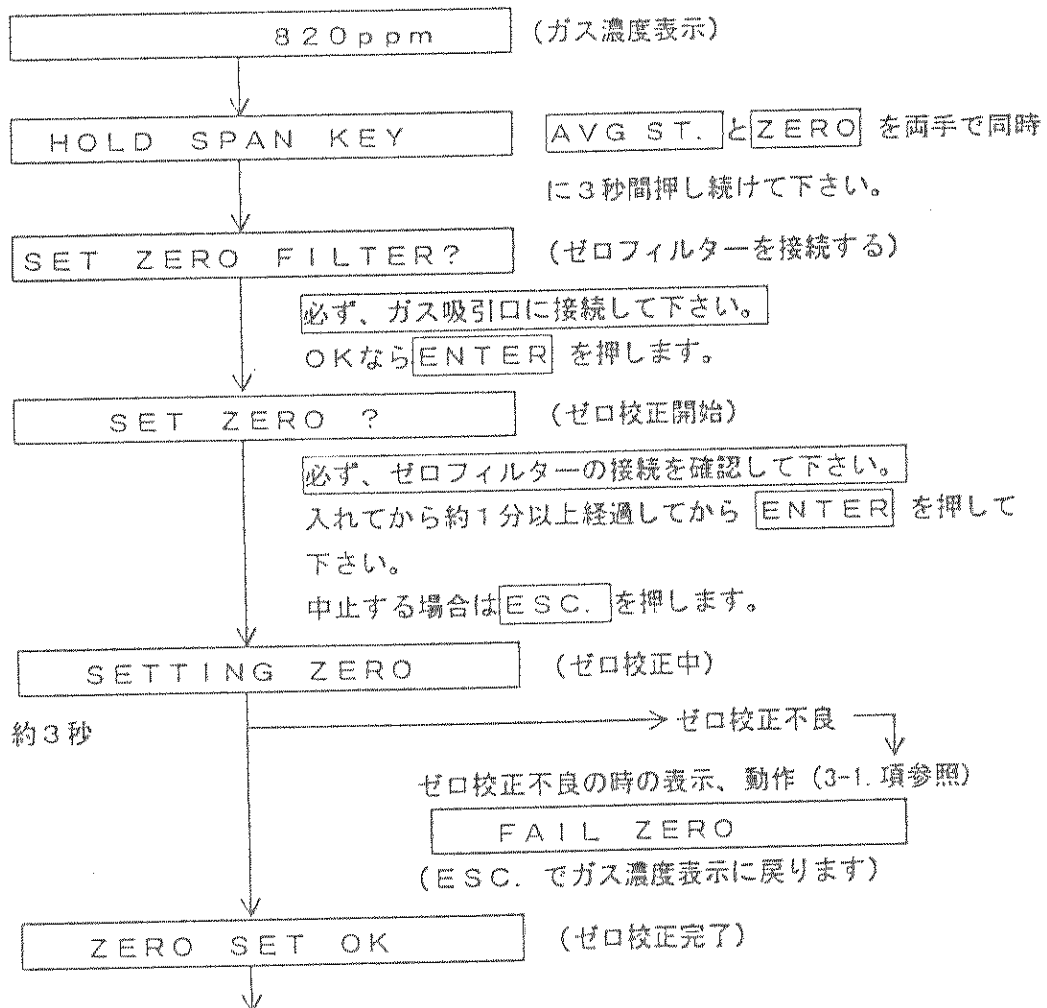 820ppm (ガス濃度表示)
HOLD SPAN KEY AVG ST. とZERO を両手で同時
に3秒間押し続けて下さい。
SET ZERO FILTER? (ゼロフィルターを接続する)
必ず、ガス吸引口に接続して下さい。
OKならENTER を押します。
SET ZERO ? (ゼロ校正開始)
必ず、ゼロフィルターの接続を確認して下さい。
入れてから約1分以上経過してから ENTER を押して
下さい。
中止する場合はESC. を押します。
SETTING ZERO (ゼロ校正中)
約3秒
ゼロ校正不良
ゼロ校正不良の時の表示、動作 (3-1. 項参照)
FAIL ZERO
(ESC. でガス濃度表示に戻ります)
ZERO SET OK (ゼロ校正完了)